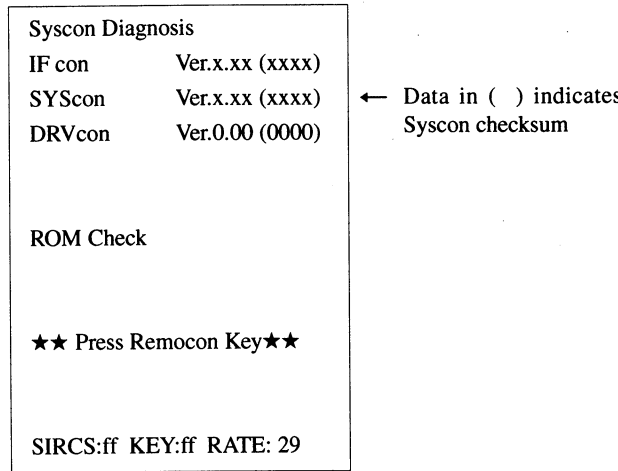 Syscon Diagnosis
IF con Ver.x.xx (xxxx)
SYScon Ver.x.xx (xxxx)
← Data in ( ) indicates
Syscon checksum
DRVcon Ver.0.00 (0000)
ROM Check
★★ Press Remocon Key★★
SIRCS:ff KEY:ff RATE: 29